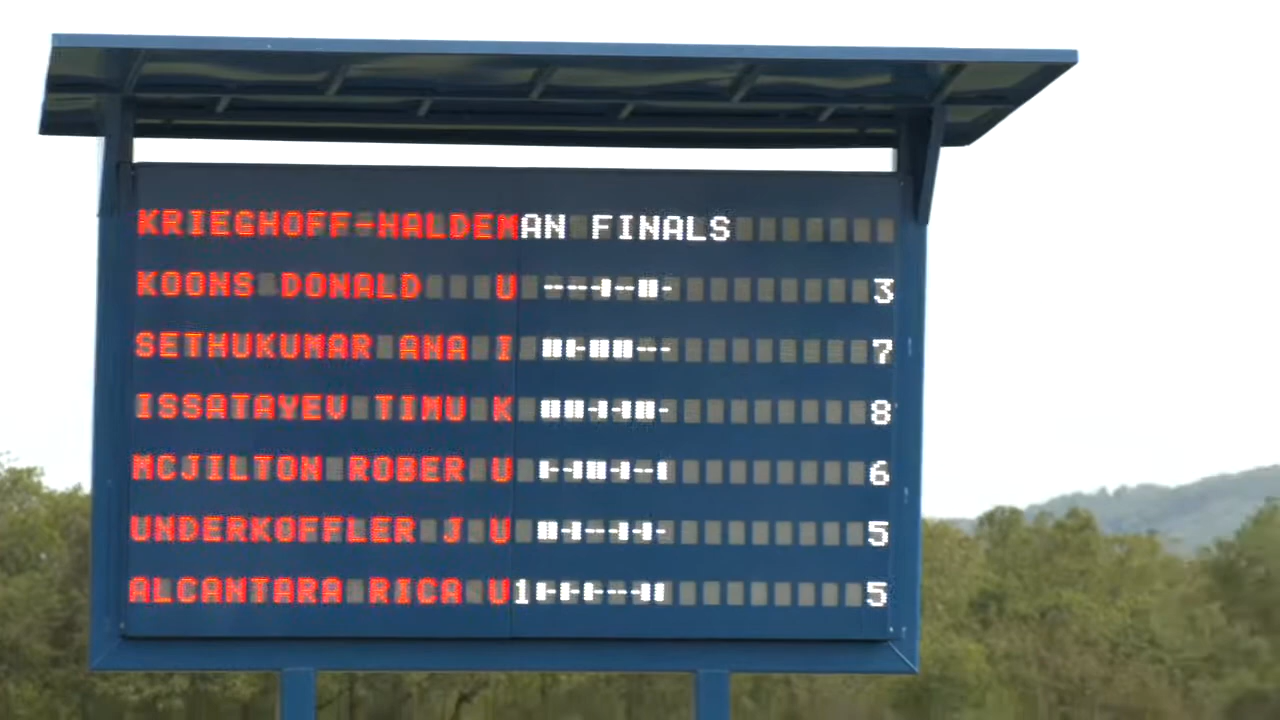 KRIEGHOFF-HALDEMAN FINALS
KOONS DONALD U 3
SETHUKUMAR ANA I 7
ISSATAYEV TIMU K 8
MCJILTON ROBER U 6
UNDERKOFFLER J U 5
ALCANTARA RICA U1 5